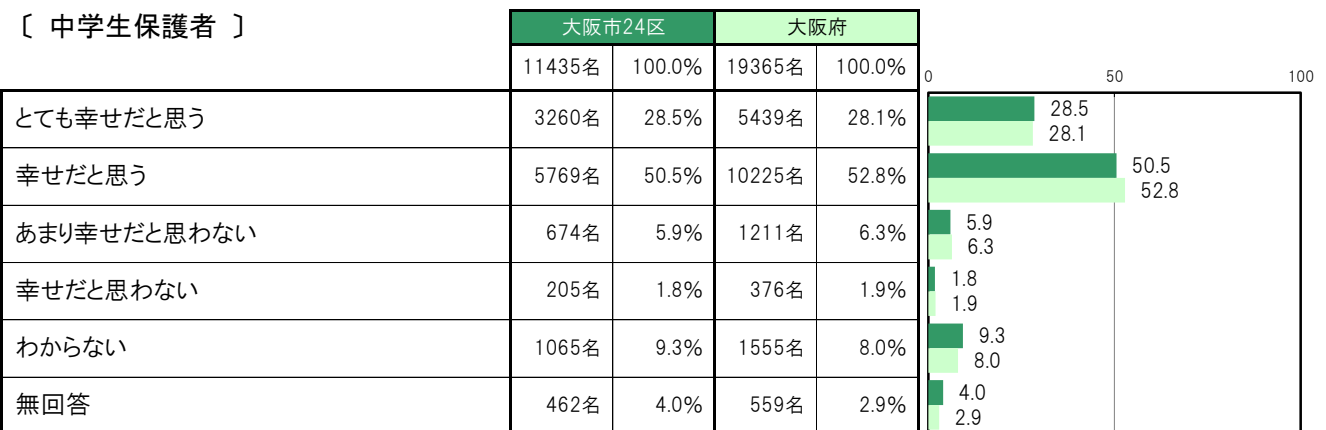 〔 中学生保護者 〕
大阪市24区 大阪府
11435名 100.0% 19365名 100.0%
0 50 100
とても幸せだと思う 3260名 28.5% 5439名 28.1% 28.5
28.1
幸せだと思う 5769名 50.5% 10225名 52.8% 50.5
52.8
あまり幸せだと思わない 674名 5.9% 1211名 6.3% 5.9
6.3
幸せだと思わない 205名 1.8% 376名 1.9% 1.8
1.9
わからない 1065名 9.3% 1555名 8.0% 9.3
8.0
無回答 462名 4.0% 559名 2.9% 4.0
2.9